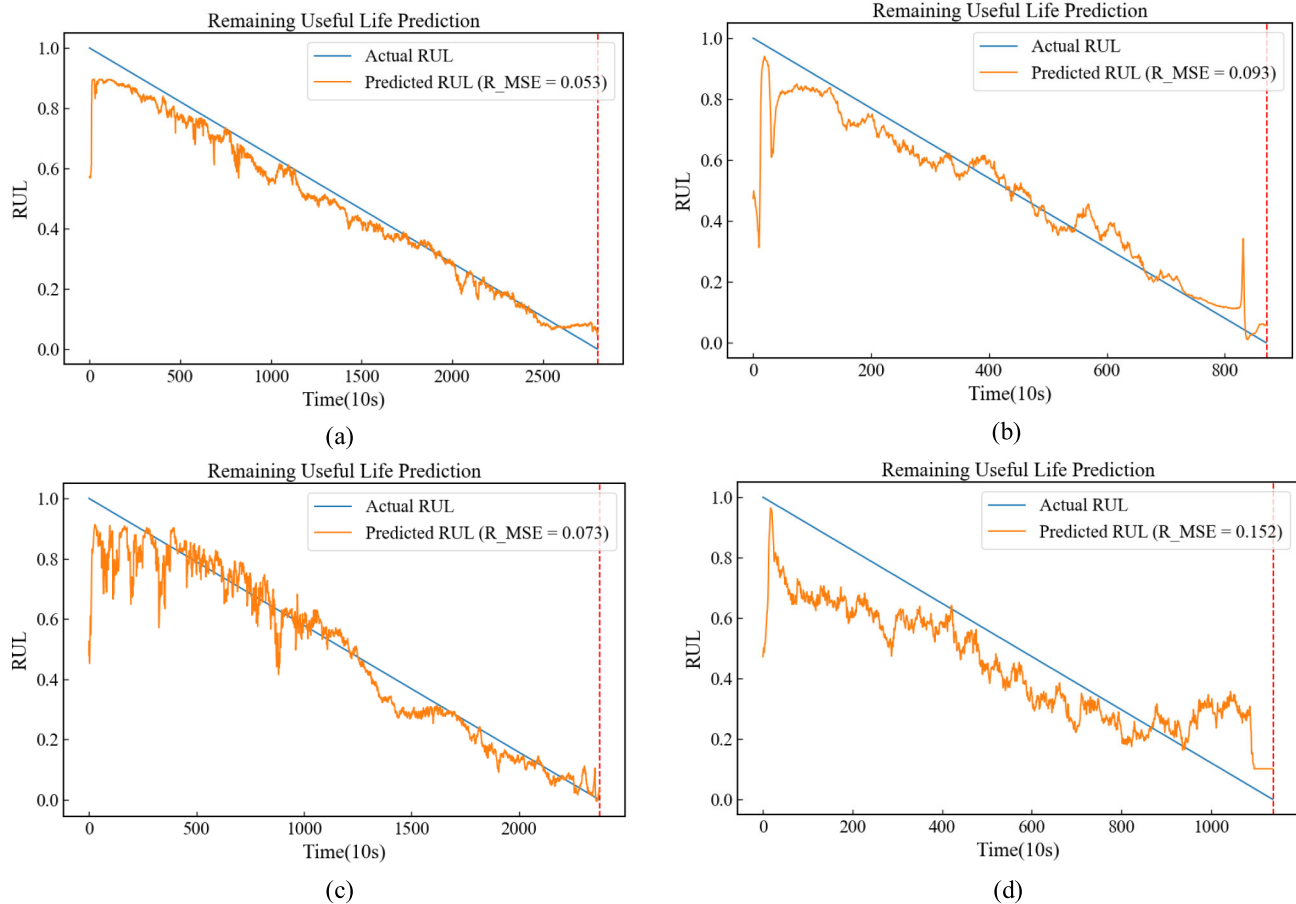 Remaining Useful Life Prediction
1.0
0.8
0.6
0.4
0.2
0.0
RUL
Actual RUL
Predicted RUL (R_MSE = 0.053)
0 500 1000 1500 2000 2500
Time(10s)
(a)
Remaining Useful Life Prediction
1.0
0.8
0.6
0.4
0.2
0.0
RUL
Actual RUL
Predicted RUL (R_MSE = 0.093)
0 200 400 600 800
Time(10s)
(b)
Remaining Useful Life Prediction
1.0
0.8
0.6
0.4
0.2
0.0
RUL
Actual RUL
Predicted RUL (R_MSE = 0.073)
0 500 1000 1500 2000
Time(10s)
(c)
Remaining Useful Life Prediction
1.0
0.8
0.6
0.4
0.2
0.0
RUL
Actual RUL
Predicted RUL (R_MSE = 0.152)
0 200 400 600 800 1000
Time(10s)
(d)